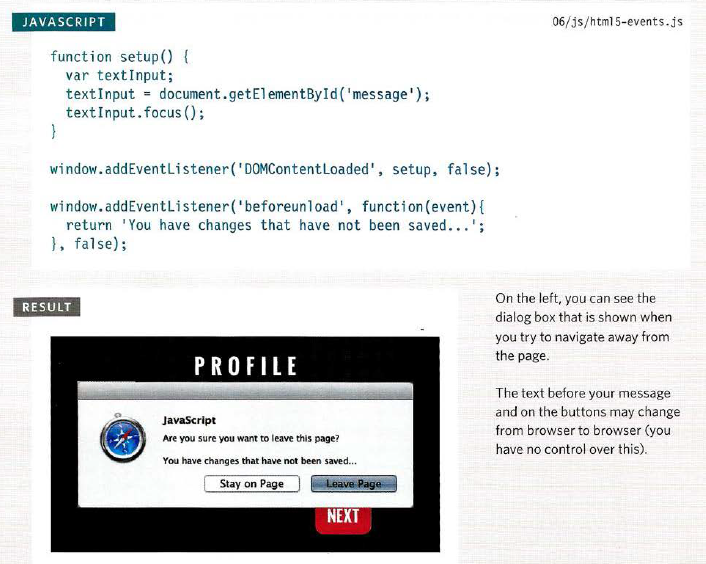 JAVASCRIPT
06/js/html5-events.js
function setup() {
var textInput;
textInput = document.getElementById('message');
textInput.focus();
}
window.addEventListener('DOMContentLoaded', setup, false);
window.addEventListener('beforeunload', function(event){
return 'You have changes that have not been saved...';
}, false);
RESULT
PROFILE
JavaScript
Are you sure you want to leave this page?
You have changes that have not been saved...
Stay on Page
Leave Page
NEXT
On the left, you can see the
dialog box that is shown when
you try to navigate away from
the page.
The text before your message
and on the buttons may change
from browser to browser (you
have no control over this).